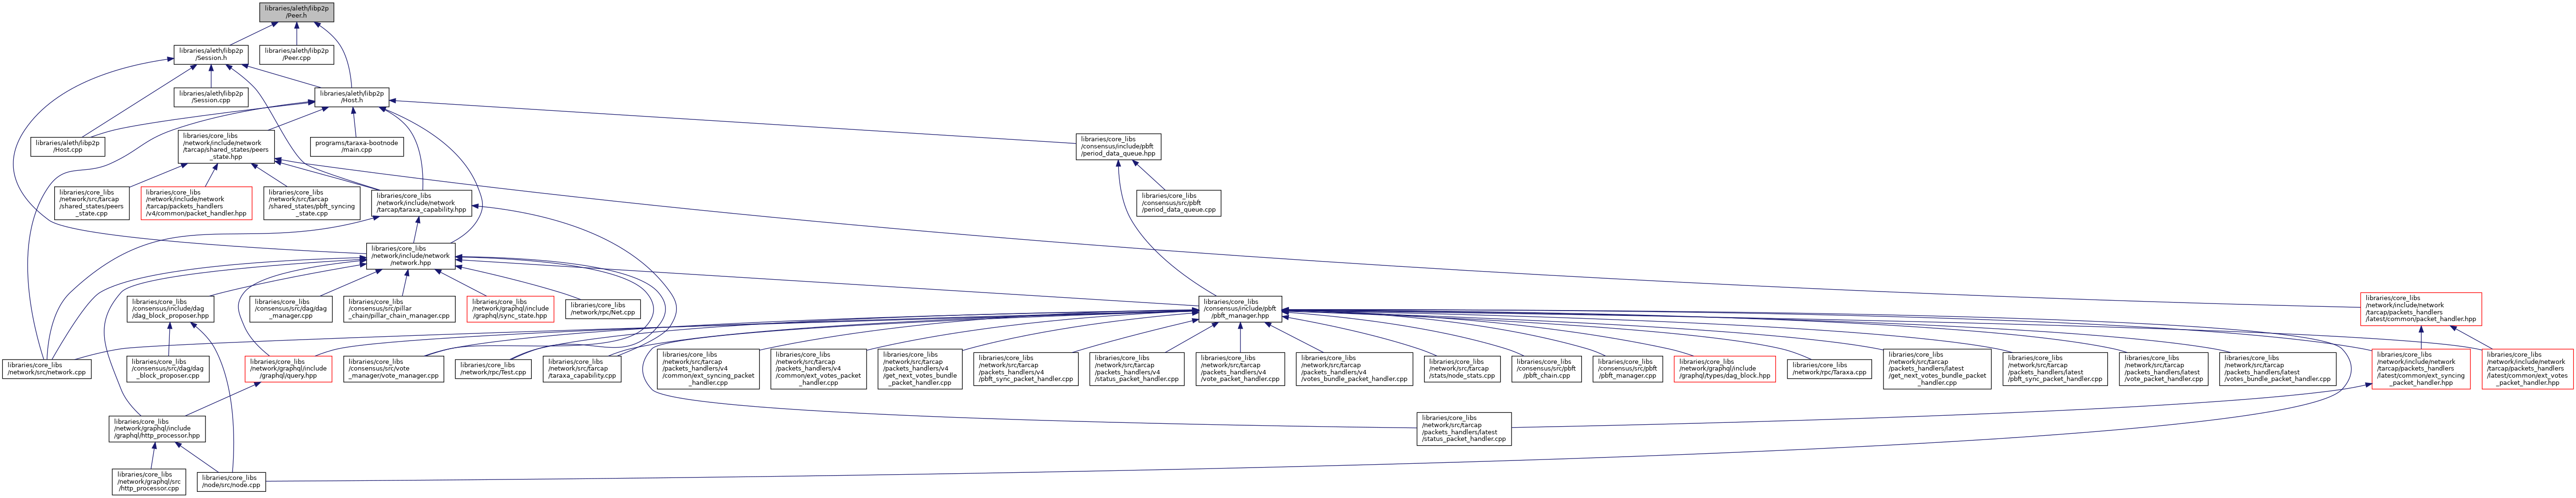 libraries/aleth/libp2p
/Peer.h
libraries/aleth/libp2p
/Session.h
libraries/aleth/libp2p
/Peer.cpp
libraries/aleth/libp2p
/Session.cpp
libraries/aleth/libp2p
/Host.h
libraries/aleth/libp2p
/Host.cpp
libraries/core_libs
/network/include/network
/tarcap/shared_states/peers
_state.hpp
programs/taraxa-bootnode
/main.cpp
libraries/core_libs
/consensus/include/pbft
/period_data_queue.hpp
libraries/core_libs
/network/src/tarcap
/shared_states/peers
_state.cpp
libraries/core_libs
/network/include/network
/tarcap/packets_handlers
/v4/common/packet_handler.hpp
libraries/core_libs
/network/src/tarcap
/shared_states/pbft_syncing
_state.cpp
libraries/core_libs
/network/include/network
/tarcap/taraxa_capability.hpp
libraries/core_libs
/consensus/src/pbft
/period_data_queue.cpp
libraries/core_libs
/network/include/network
/network.hpp
libraries/core_libs
/consensus/include/dag
/dag_block_proposer.hpp
libraries/core_libs
/consensus/src/dag/dag
_manager.cpp
libraries/core_libs
/consensus/src/pillar
_chain/pillar_chain_manager.cpp
libraries/core_libs
/network/graphql/include
/graphql/sync_state.hpp
libraries/core_libs
/network/rpc/Net.cpp
libraries/core_libs
/consensus/include/pbft
/pbft_manager.hpp
libraries/core_libs
/network/include/network
/tarcap/packets_handlers
/latest/common/packet_handler.hpp
libraries/core_libs
/network/src/network.cpp
libraries/core_libs
/consensus/src/dag/dag
_block_proposer.cpp
libraries/core_libs
/network/graphql/include
/graphql/query.hpp
libraries/core_libs
/consensus/src/vote
_manager/vote_manager.cpp
libraries/core_libs
/network/rpc/Test.cpp
libraries/core_libs
/network/src/tarcap
/taraxa_capability.cpp
libraries/core_libs
/network/src/tarcap
/packets_handlers/v4
/common/ext_syncing_packet
_handler.cpp
libraries/core_libs
/network/src/tarcap
/packets_handlers/v4
/common/ext_votes_packet
_handler.cpp
libraries/core_libs
/network/src/tarcap
/packets_handlers/v4
/get_next_votes_bundle
_packet_handler.cpp
libraries/core_libs
/network/src/tarcap
/packets_handlers/v4
/pbft_sync_packet_handler.cpp
libraries/core_libs
/network/src/tarcap
/packets_handlers/v4
/status_packet_handler.cpp
libraries/core_libs
/network/src/tarcap
/packets_handlers/v4
/vote_packet_handler.cpp
libraries/core_libs
/network/src/tarcap
/packets_handlers/v4
/votes_bundle_packet_handler.cpp
libraries/core_libs
/network/src/tarcap
/stats/node_stats.cpp
libraries/core_libs
/consensus/src/pbft
/pbft_chain.cpp
libraries/core_libs
/consensus/src/pbft
/pbft_manager.cpp
libraries/core_libs
/network/graphql/include
/graphql/types/dag_block.hpp
libraries/core_libs
/network/rpc/Taraxa.cpp
libraries/core_libs
/network/src/tarcap
/packets_handlers/latest
/get_next_votes_bundle_packet
_handler.cpp
libraries/core_libs
/network/src/tarcap
/packets_handlers/latest
/pbft_sync_packet_handler.cpp
libraries/core_libs
/network/src/tarcap
/packets_handlers/latest
/vote_packet_handler.cpp
libraries/core_libs
/network/src/tarcap
/packets_handlers/latest
/votes_bundle_packet_handler.cpp
libraries/core_libs
/network/include/network
/tarcap/packets_handlers
/latest/common/ext_syncing
_packet_handler.hpp
libraries/core_libs
/network/include/network
/tarcap/packets_handlers
/latest/common/ext_votes
_packet_handler.hpp
libraries/core_libs
/network/graphql/include
/graphql/http_processor.hpp
libraries/core_libs
/network/src/tarcap
/packets_handlers/latest
/status_packet_handler.cpp
libraries/core_libs
/network/graphql/src
/http_processor.cpp
libraries/core_libs
/node/src/node.cpp